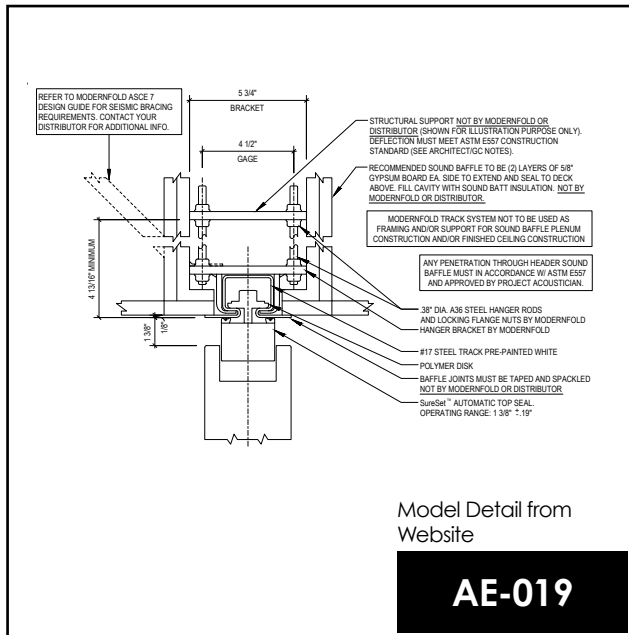 REFER TO MODERNFOLD ASCE 7
DESIGN GUIDE FOR SEISMIC BRACING
REQUIREMENTS. CONTACT YOUR
DISTRIBUTOR FOR ADDITIONAL INFO.
5 3/4"
BRACKET
4 1/2"
GAGE
4 13/16" MINIMUM
1 3/8"
1/8"
STRUCTURAL SUPPORT NOT BY MODERNFOLD OR
DISTRIBUTOR (SHOWN FOR ILLUSTRATION PURPOSE ONLY).
DEFLECTION MUST MEET ASTM E557 CONSTRUCTION
STANDARD (SEE ARCHITECT/GC NOTES).
RECOMMENDED SOUND BAFFLE TO BE (2) LAYERS OF 5/8"
GYPSUM BOARD EA. SIDE TO EXTEND AND SEAL TO DECK
ABOVE. FILL CAVITY WITH SOUND BATT INSULATION. NOT BY
MODERNFOLD OR DISTRIBUTOR.
MODERNFOLD TRACK SYSTEM NOT TO BE USED AS
FRAMING AND/OR SUPPORT FOR SOUND BAFFLE PLENUM
CONSTRUCTION AND/OR FINISHED CEILING CONSTRUCTION
ANY PENETRATION THROUGH HEADER SOUND
BAFFLE MUST IN ACCORDANCE W/ ASTM E557
AND APPROVED BY PROJECT ACOUSTICIAN.
.38" DIA. A36 STEEL HANGER RODS
AND LOCKING FLANGE NUTS BY MODERNFOLD
HANGER BRACKET BY MODERNFOLD
#17 STEEL TRACK PRE-PAINTED WHITE
POLYMER DISK
BAFFLE JOINTS MUST BE TAPED AND SPACKLED
NOT BY MODERNFOLD OR DISTRIBUTOR
SureSet™ AUTOMATIC TOP SEAL.
OPERATING RANGE: 1 3/8" ±.19"
Model Detail from
Website
AE-019